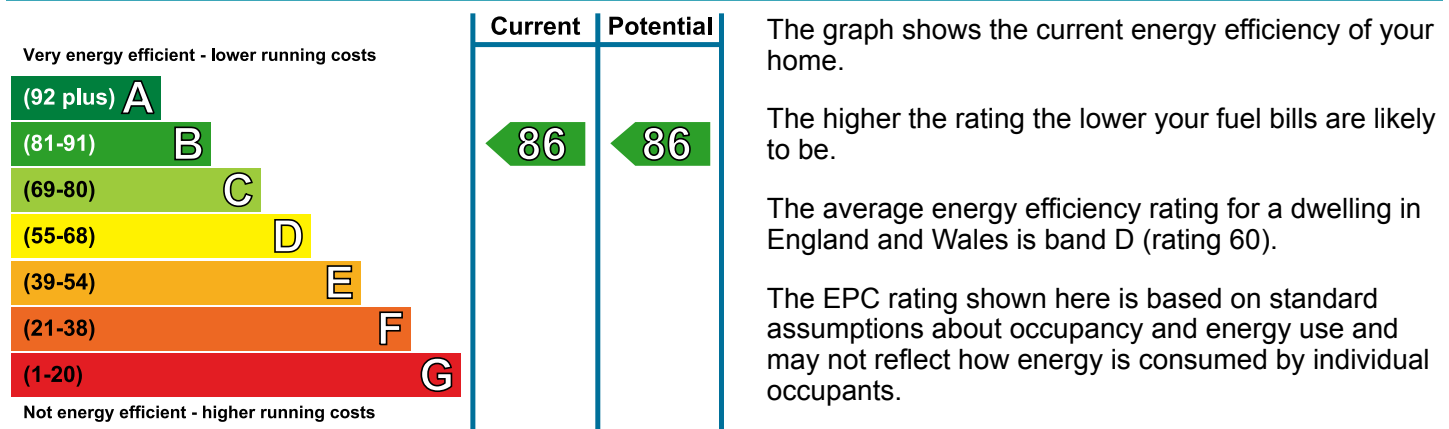 Current Potential
Very energy efficient - lower running costs
(92 plus) A
(81-91) B
86 86
(69-80) C
(55-68) D
(39-54) E
(21-38) F
(1-20) G
Not energy efficient - higher running costs
The graph shows the current energy efficiency of your
home.
The higher the rating the lower your fuel bills are likely
to be.
The average energy efficiency rating for a dwelling in
England and Wales is band D (rating 60).
The EPC rating shown here is based on standard
assumptions about occupancy and energy use and
may not reflect how energy is consumed by individual
occupants.